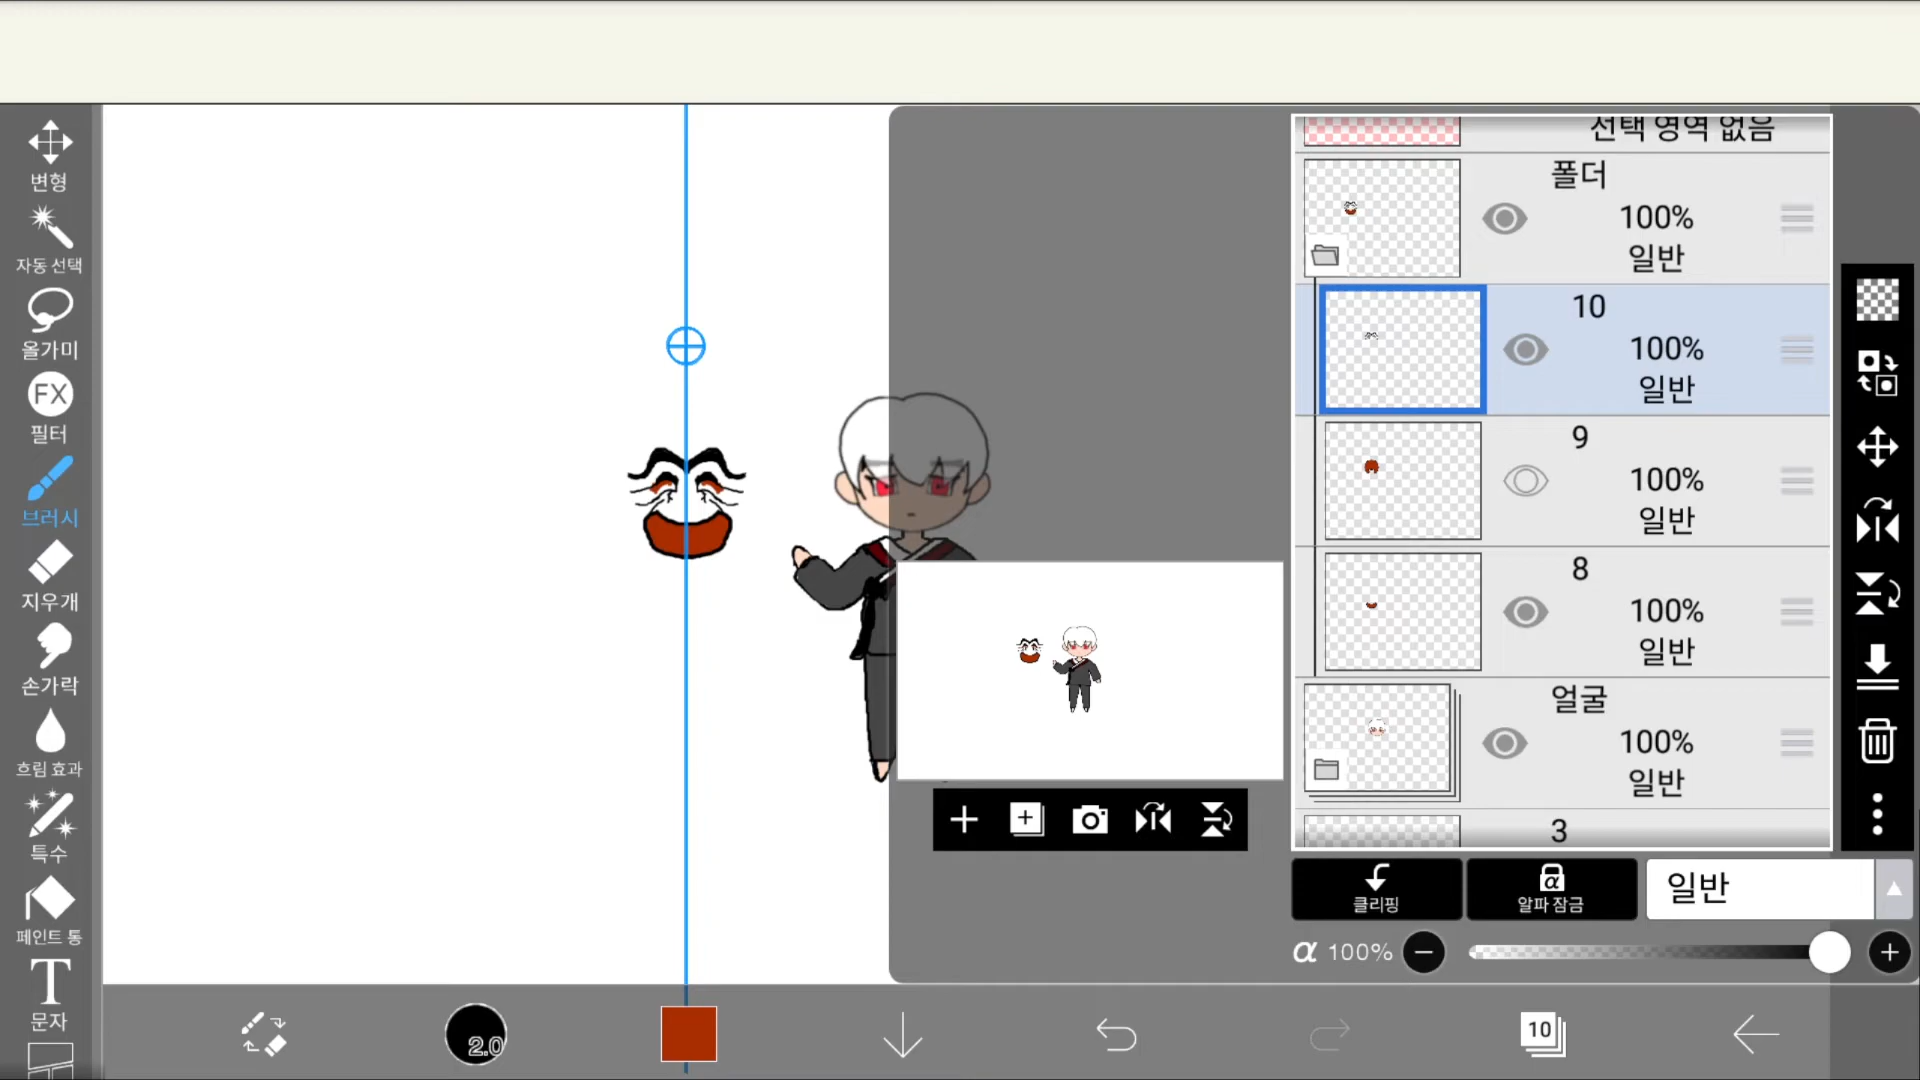 변형
자동 선택
올가미
FX
필터
브러시
지우개
손가락
흐림 효과
특수
페인트 통
T
문자
선택 영역 없음
폴더
100%
일반
10
100%
일반
9
100%
일반
8
100%
일반
얼굴
100%
일반
3
클리핑
α
알파 잠금
일반
α 100%
2.0
10